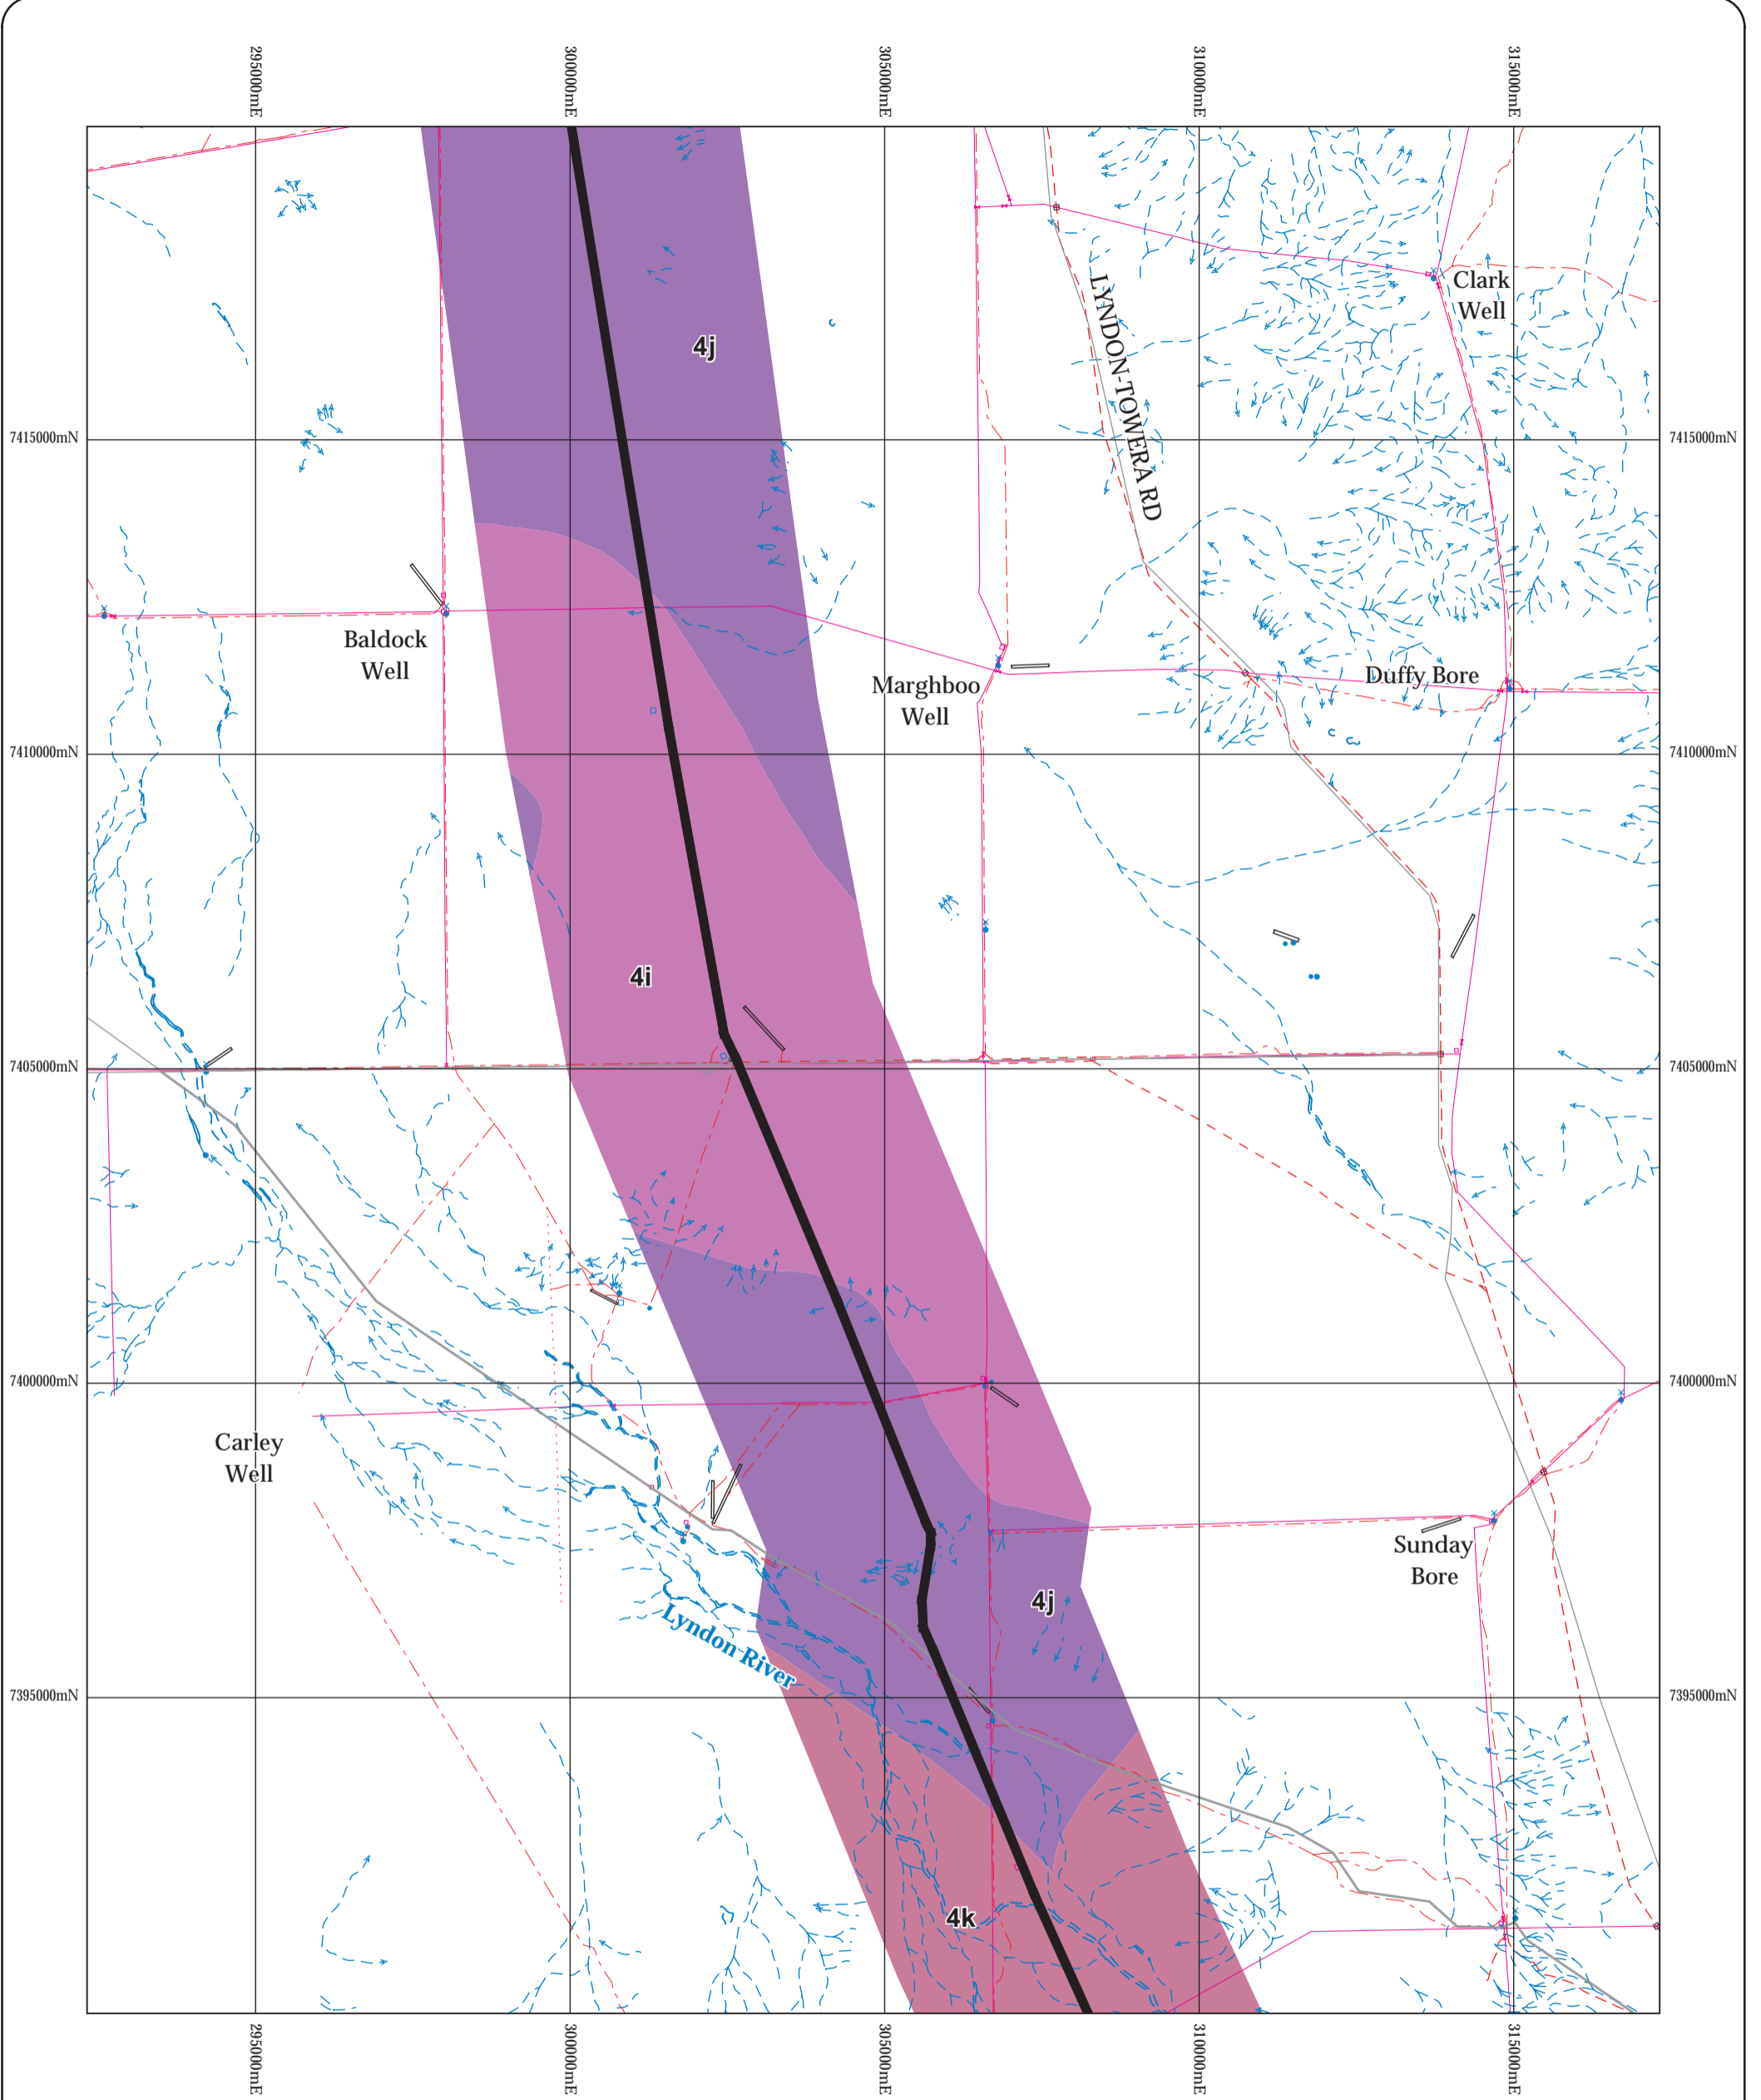 295000mE
300000mE
305000mE
310000mE
315000mE
LYNDON-TOWERA RD
Clark
Well
4j
7415000mN
7415000mN
Baldock
Well
Marghboo
Well
Duffy Bore
7410000mN
7410000mN
4i
7405000mN
7405000mN
7400000mN
7400000mN
Carley
Well
Sunday
Bore
4j
Lyndon River
7395000mN
7395000mN
4k
295000mE
300000mE
305000mE
310000mE
315000mE